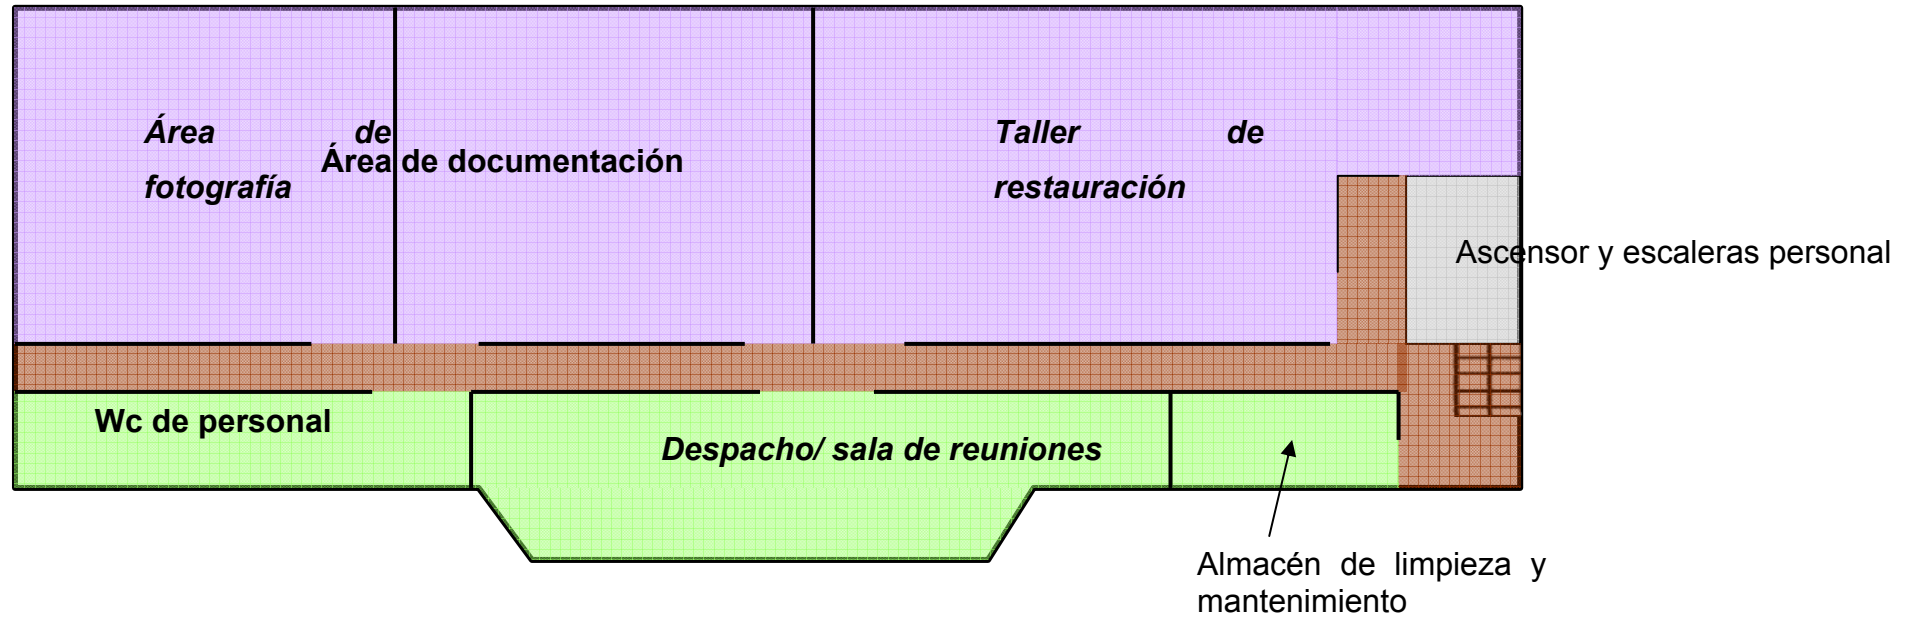 Área de
fotografía
Área de documentación
Taller de
restauración
Ascensor y escaleras personal
Wc de personal
Despacho/ sala de reuniones
Almacén de limpieza y
mantenimiento